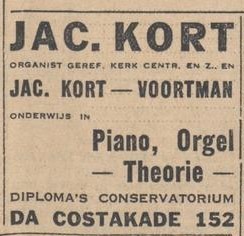 JAC. KORT
ORGANIST GEREF. KERK CENTR. EN Z., EN
JAC. KORT — VOORTMAN
ONDERWIJS IN
Piano, Orgel
— Theorie —
DIPLOMA'S CONSERVATORIUM
DA COSTAKADE 152